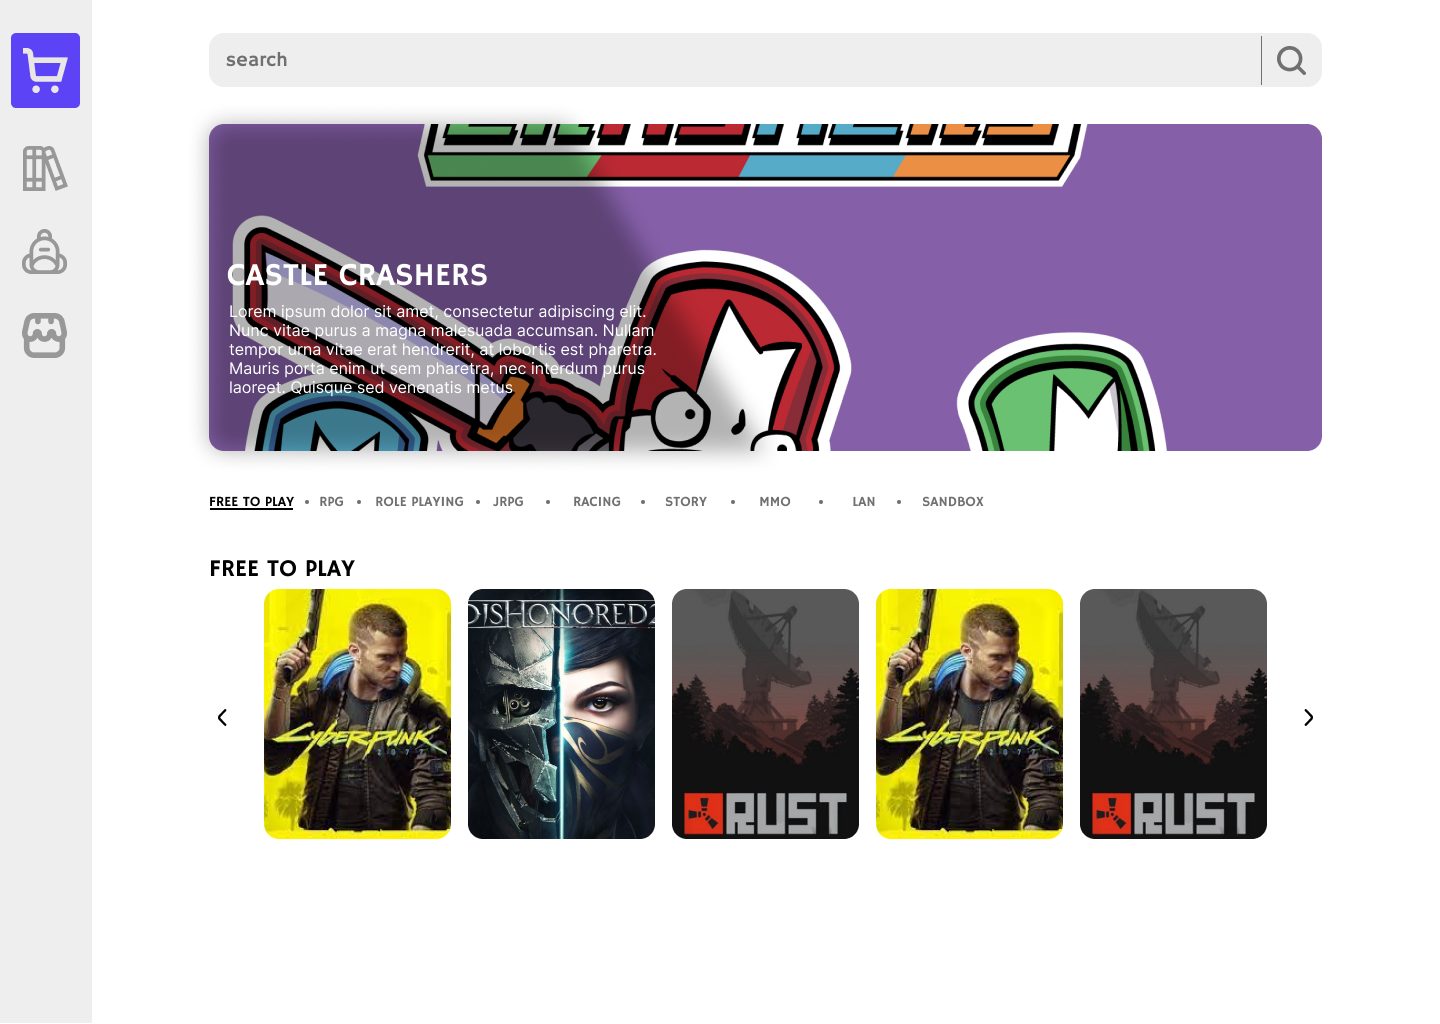 search
CASTLE CRASHERS
Lorem ipsum dolor sit amet, consectetur adipiscing elit.
Nunc vitae purus a magna malesuada accumsan. Nullam
tempor urna vitae erat hendrerit, at lobortis est pharetra.
Mauris porta enim ut sem pharetra, nec interdum purus
laoreet. Quisque sed venenatis metus
FREE TO PLAY • RPG • ROLE PLAYING • JRPG • RACING • STORY • MMO • LAN • SANDBOX
FREE TO PLAY
DISHONORED 2
CYBERPUNK CYBERPUNK
2077 2077
RUST RUST